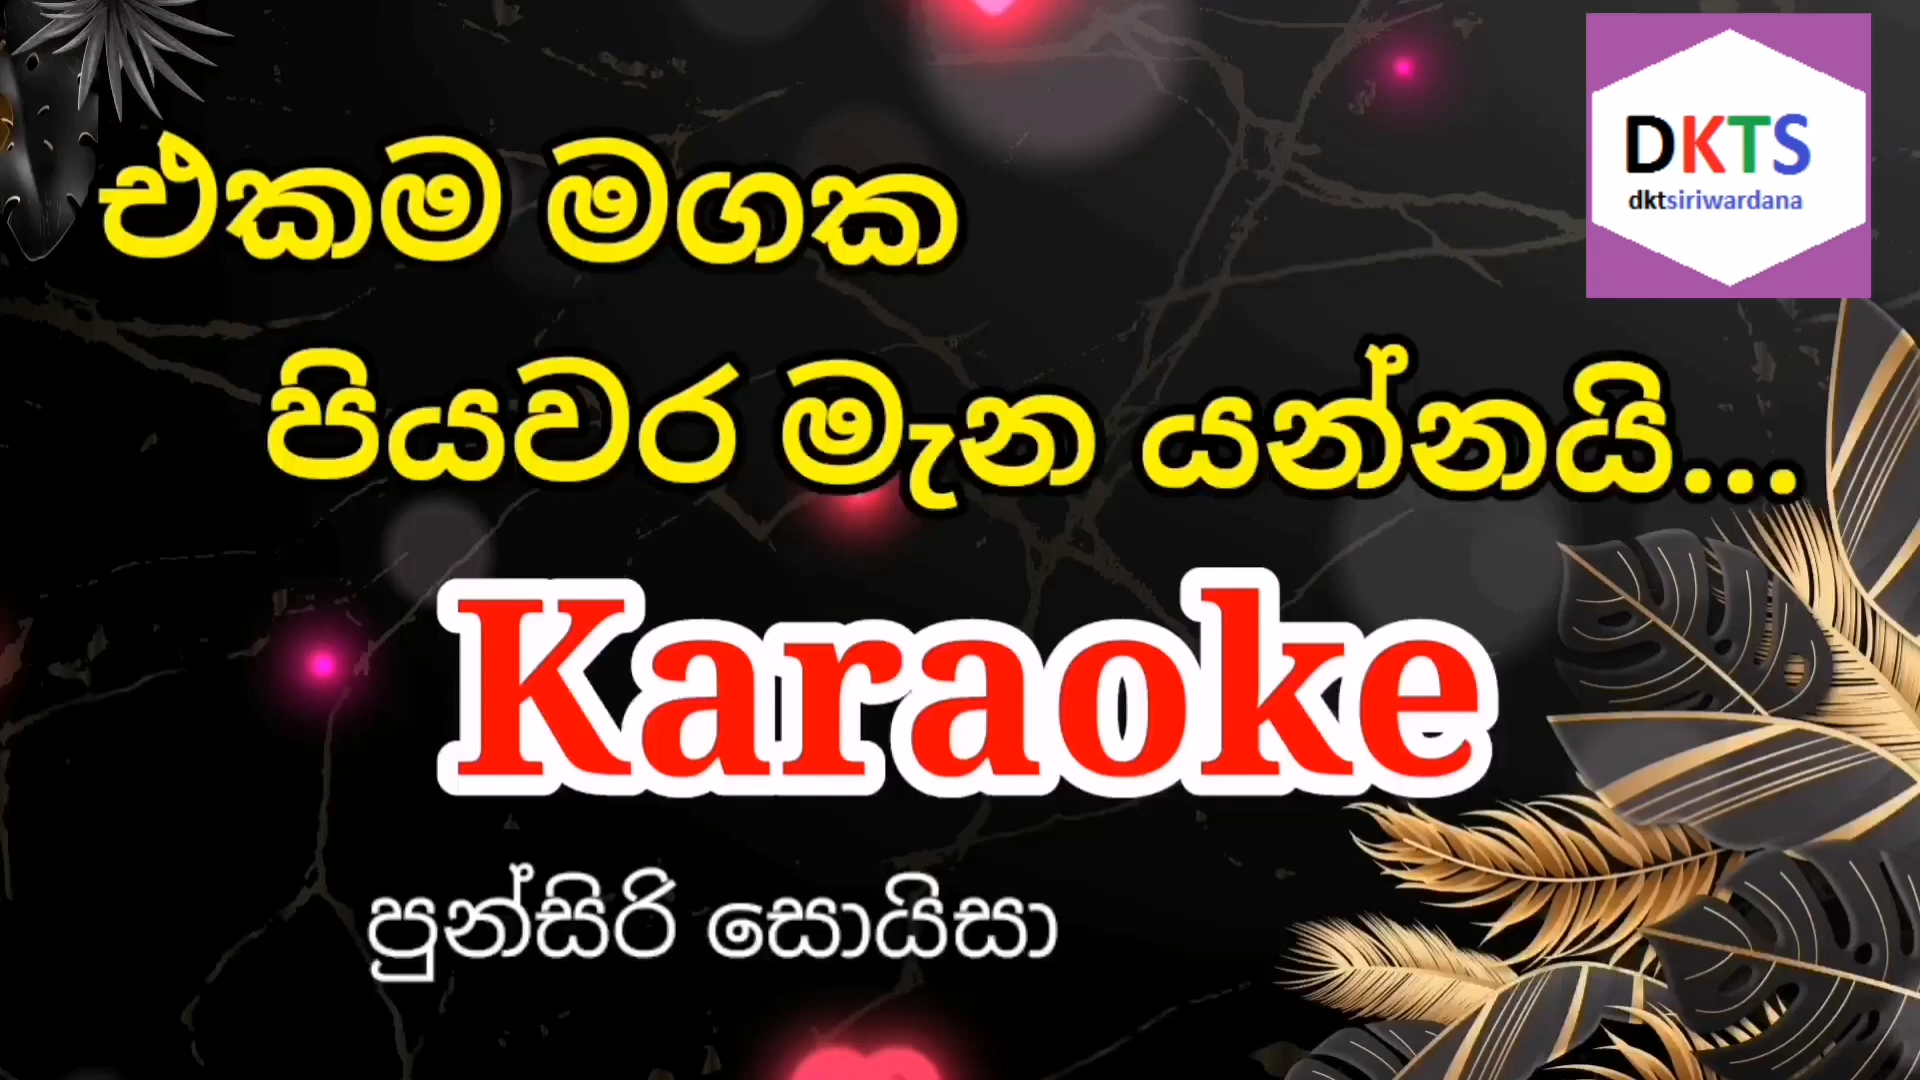 DKTS
dktsiriwardana
එකම මගක
පියවර මැන යන්නයි...
Karaoke
පුන්සිරි සොයිසා